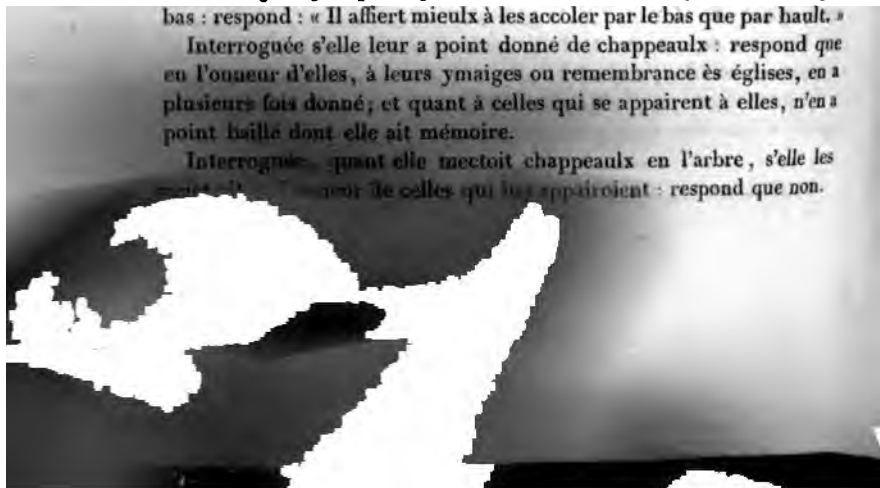 bas : respond : « Il affiert mieulx à les accoler par le bas que par hault. »
Interroguée s'elle leur a point donné de chappeaulx : respond que
en l'onneur d'elles, à leurs ymaiges ou remembrance ès églises, en a
plusieurs fois donné; et quant à celles qui se appairent à elles, n'en a
point baillé dont elle ait mémoire.
Interroguée, quant elle mectoit chappeaulx en l'arbre, s'elle les
de celles qui appairoient : respond que non.